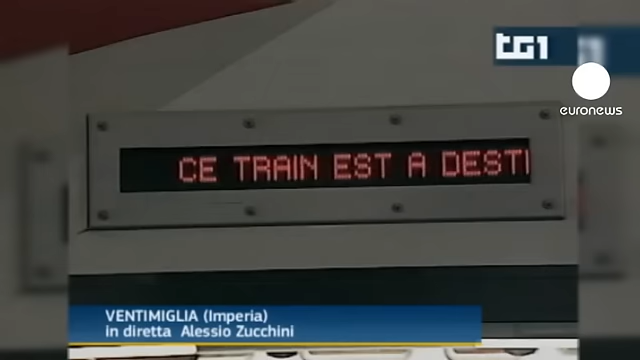 TG1
euronews
CE TRAIN EST A DESTI
VENTIMIGLIA (Imperia)
in diretta Alessio Zucchini